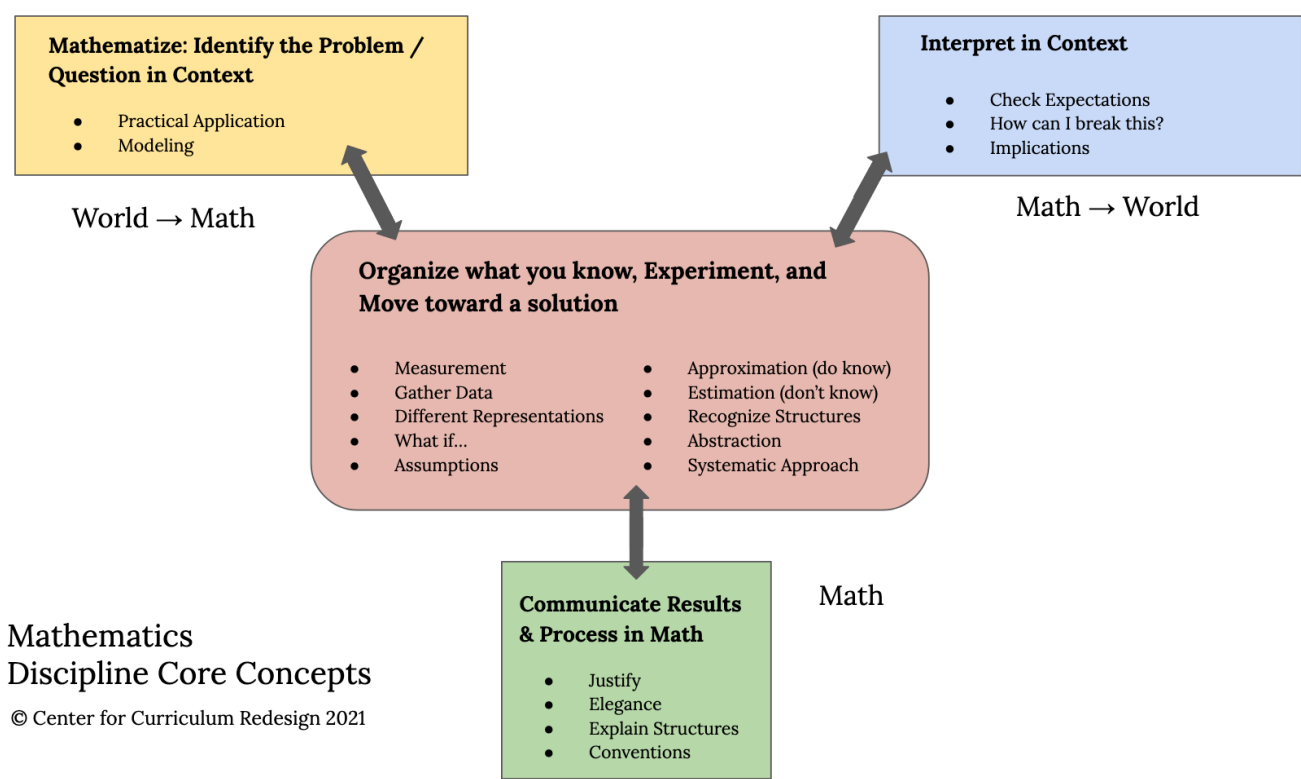 Mathematize: Identify the Problem /
Question in Context
● Practical Application
● Modeling
World → Math
Interpret in Context
● Check Expectations
● How can I break this?
● Implications
Math → World
Organize what you know, Experiment, and
Move toward a solution
● Measurement
● Gather Data
● Different Representations
● What if...
● Assumptions
● Approximation (do know)
● Estimation (don't know)
● Recognize Structures
● Abstraction
● Systematic Approach
Communicate Results
& Process in Math
● Justify
● Elegance
● Explain Structures
● Conventions
Math
Mathematics
Discipline Core Concepts
© Center for Curriculum Redesign 2021